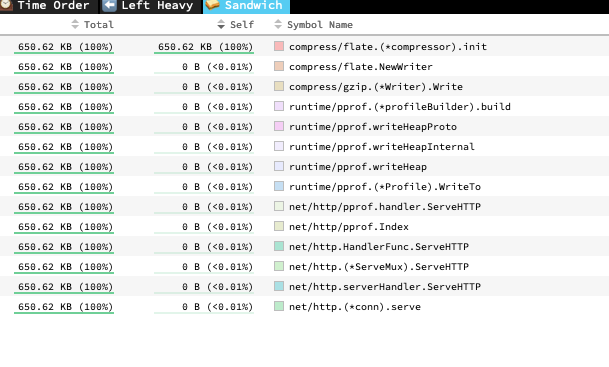 Time Order Left Heavy Sandwich
Total Self Symbol Name
650.62 KB (100%) 650.62 KB (100%) compress/flate.(*compressor).init
650.62 KB (100%) 0 B (<0.01%) compress/flate.NewWriter
650.62 KB (100%) 0 B (<0.01%) compress/gzip.(*Writer).Write
650.62 KB (100%) 0 B (<0.01%) runtime/pprof.(*profileBuilder).build
650.62 KB (100%) 0 B (<0.01%) runtime/pprof.writeHeapProto
650.62 KB (100%) 0 B (<0.01%) runtime/pprof.writeHeapInternal
650.62 KB (100%) 0 B (<0.01%) runtime/pprof.writeHeap
650.62 KB (100%) 0 B (<0.01%) runtime/pprof.(*Profile).WriteTo
650.62 KB (100%) 0 B (<0.01%) net/http/pprof.handler.ServeHTTP
650.62 KB (100%) 0 B (<0.01%) net/http/pprof.Index
650.62 KB (100%) 0 B (<0.01%) net/http.HandlerFunc.ServeHTTP
650.62 KB (100%) 0 B (<0.01%) net/http.(*ServeMux).ServeHTTP
650.62 KB (100%) 0 B (<0.01%) net/http.serverHandler.ServeHTTP
650.62 KB (100%) 0 B (<0.01%) net/http.(*conn).serve